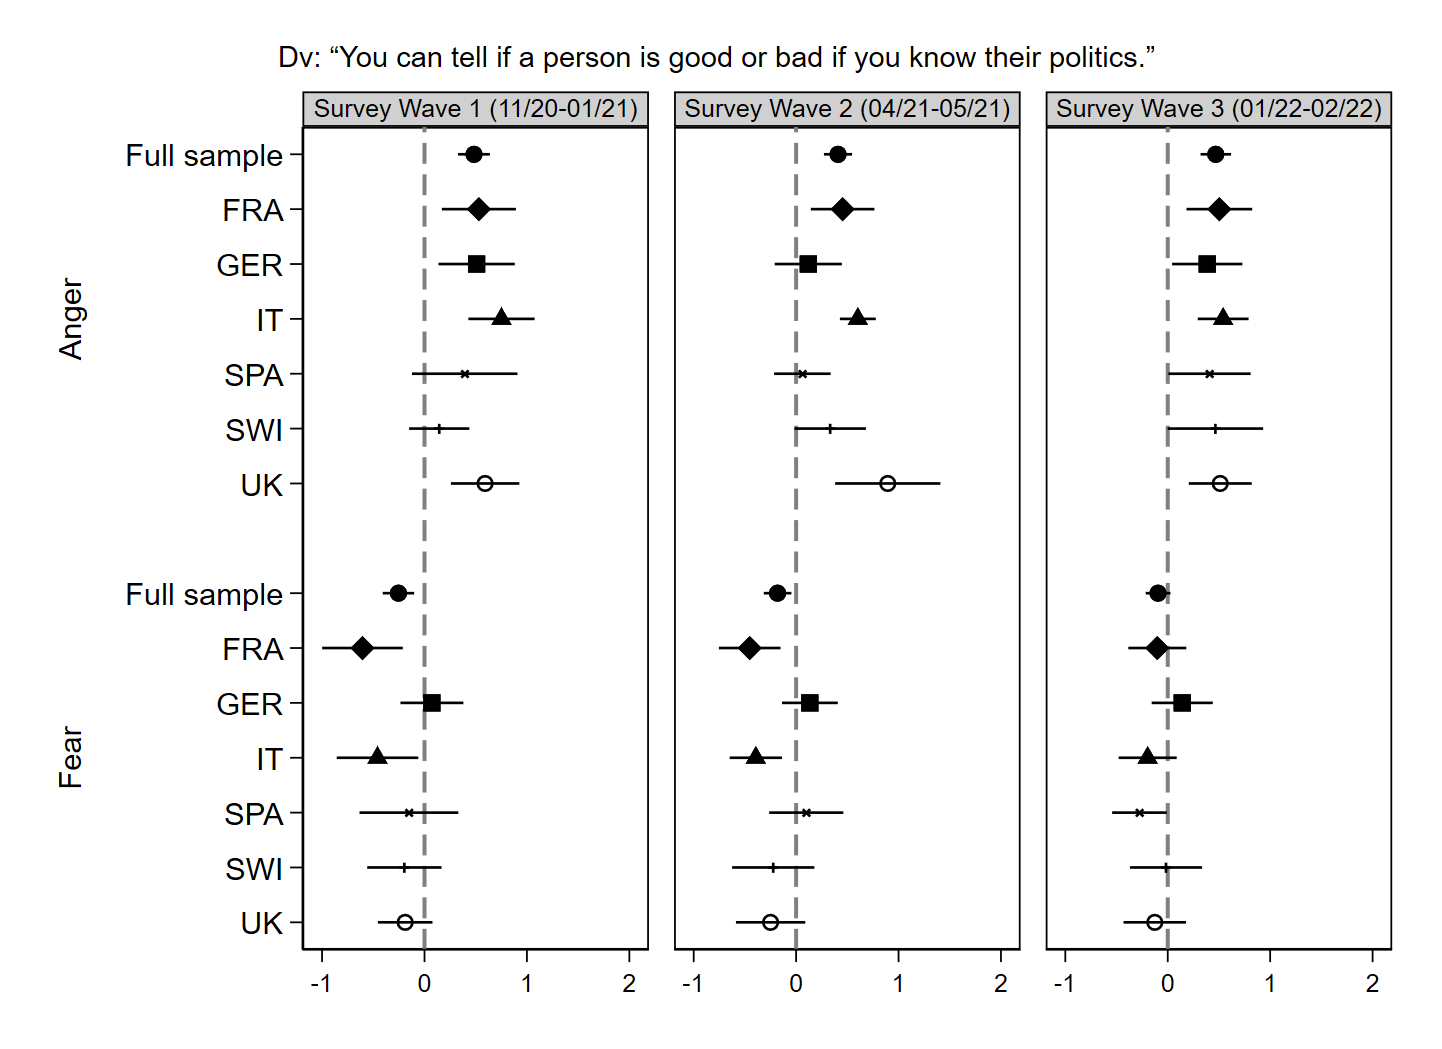 Dv: “You can tell if a person is good or bad if you know their politics.”
Survey Wave 1 (11/20-01/21)
Survey Wave 2 (04/21-05/21)
Survey Wave 3 (01/22-02/22)
Anger
Full sample
FRA
GER
IT
SPA
SWI
UK
Fear
Full sample
FRA
GER
IT
SPA
SWI
UK
-1 0 1 2
-1 0 1 2
-1 0 1 2